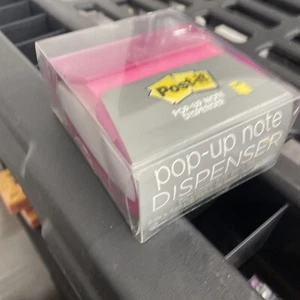 Post-it
POP-UP NOTE
DISPENSER
pop-up note
DISPENSER